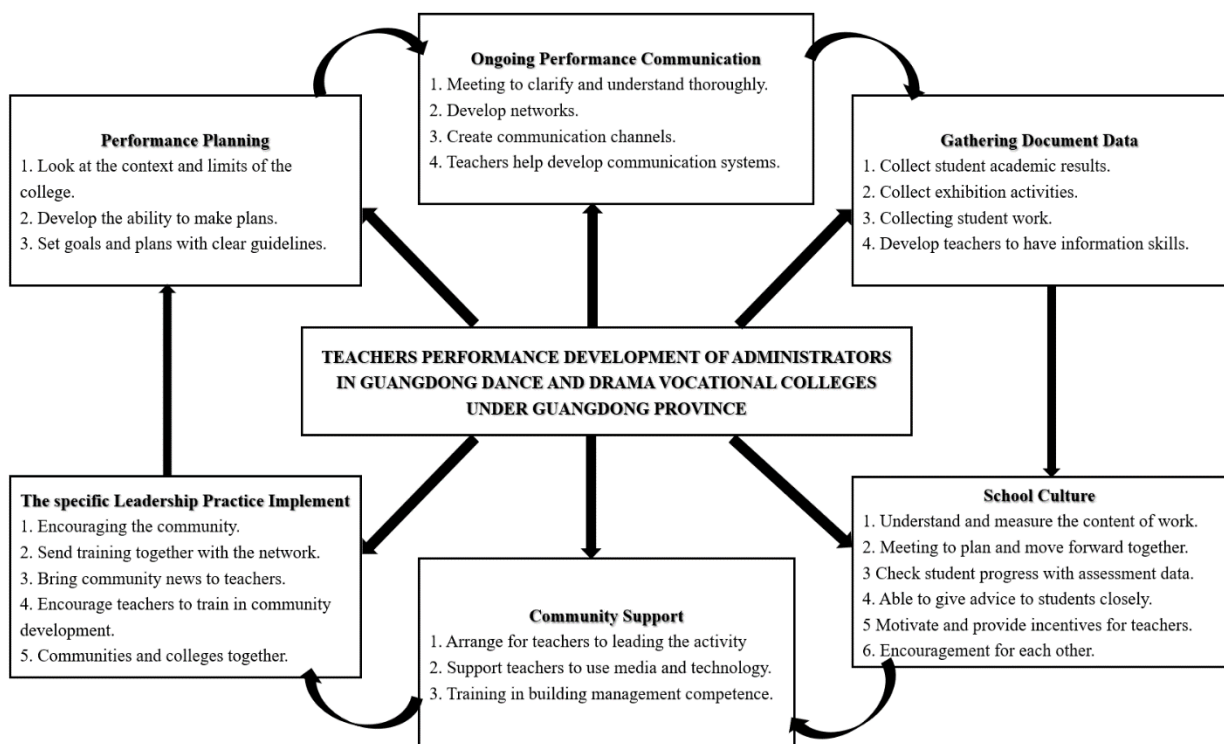 Ongoing Performance Communication
1. Meeting to clarify and understand thoroughly.
2. Develop networks.
3. Create communication channels.
4. Teachers help develop communication systems.
Performance Planning
1. Look at the context and limits of the
college.
2. Develop the ability to make plans.
3. Set goals and plans with clear guidelines.
Gathering Document Data
1. Collect student academic results.
2. Collect exhibition activities.
3. Collecting student work.
4. Develop teachers to have information skills.
TEACHERS PERFORMANCE DEVELOPMENT OF ADMINISTRATORS
IN GUANGDONG DANCE AND DRAMA VOCATIONAL COLLEGES
UNDER GUANGDONG PROVINCE
The specific Leadership Practice Implement
1. Encouraging the community.
2. Send training together with the network.
3. Bring community news to teachers.
4. Encourage teachers to train in community
development.
5. Communities and colleges together.
Community Support
1. Arrange for teachers to leading the activity
2. Support teachers to use media and technology.
3. Training in building management competence.
School Culture
1. Understand and measure the content of work.
2. Meeting to plan and move forward together.
3 Check student progress with assessment data.
4. Able to give advice to students closely.
5 Motivate and provide incentives for teachers.
6. Encouragement for each other.